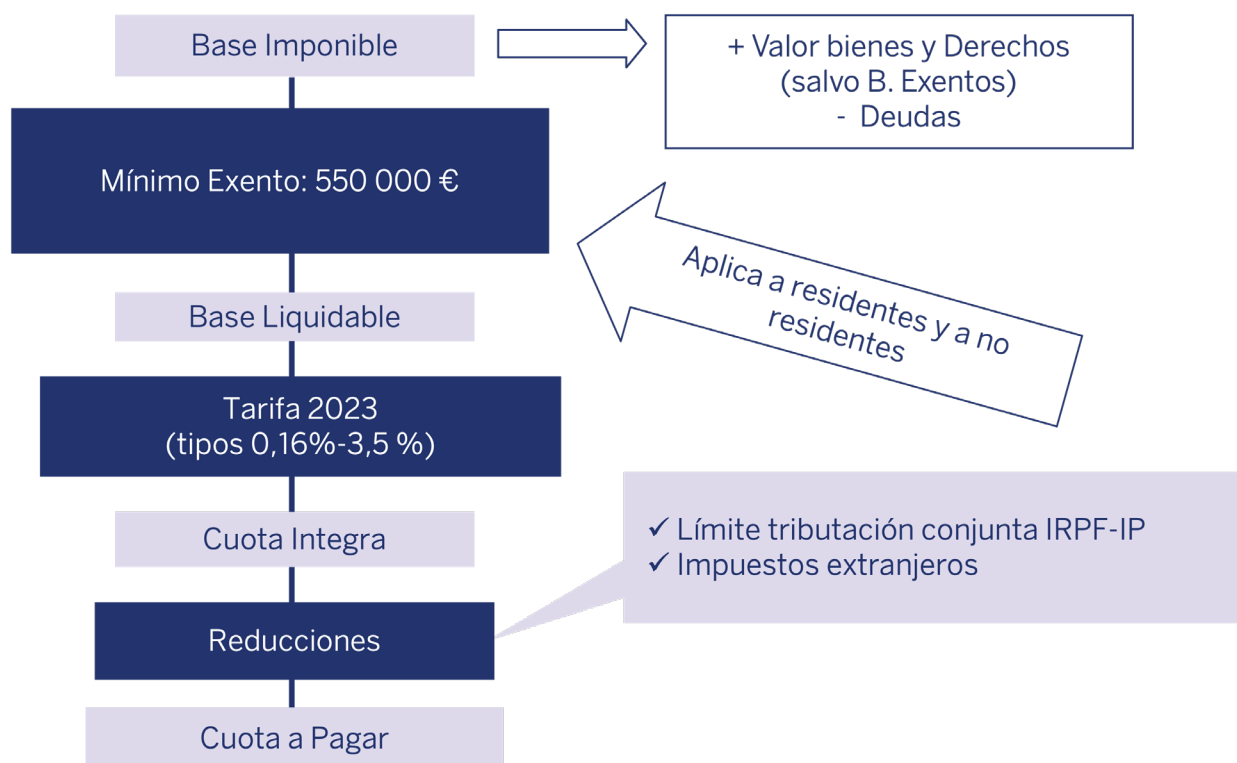 Base Imponible
+ Valor bienes y Derechos
(salvo B. Exentos)
- Deudas
Mínimo Exento: 550 000 €
Aplica a residentes y a no
residentes
Base Liquidable
Tarifa 2023
(tipos 0,16%-3,5 %)
Cuota Integra
✓ Límite tributación conjunta IRPF-IP
✓ Impuestos extranjeros
Reducciones
Cuota a Pagar